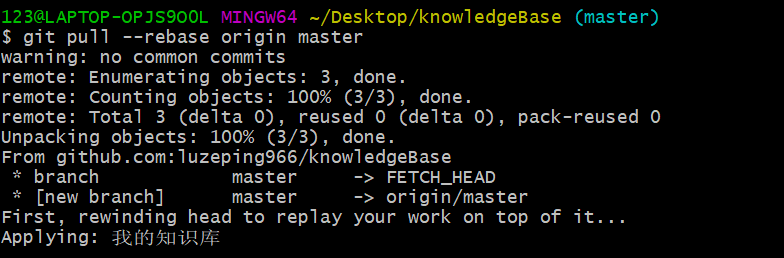 123@LAPTOP-OPJS9OOL MINGW64 ~/Desktop/knowledgeBase (master)
$ git pull --rebase origin master
warning: no common commits
remote: Enumerating objects: 3, done.
remote: Counting objects: 100% (3/3), done.
remote: Total 3 (delta 0), reused 0 (delta 0), pack-reused 0
Unpacking objects: 100% (3/3), done.
From github.com:luzeping966/knowledgeBase
 * branch            master     -> FETCH_HEAD
 * [new branch]      master     -> origin/master
First, rewinding head to replay your work on top of it...
Applying: 我的知识库